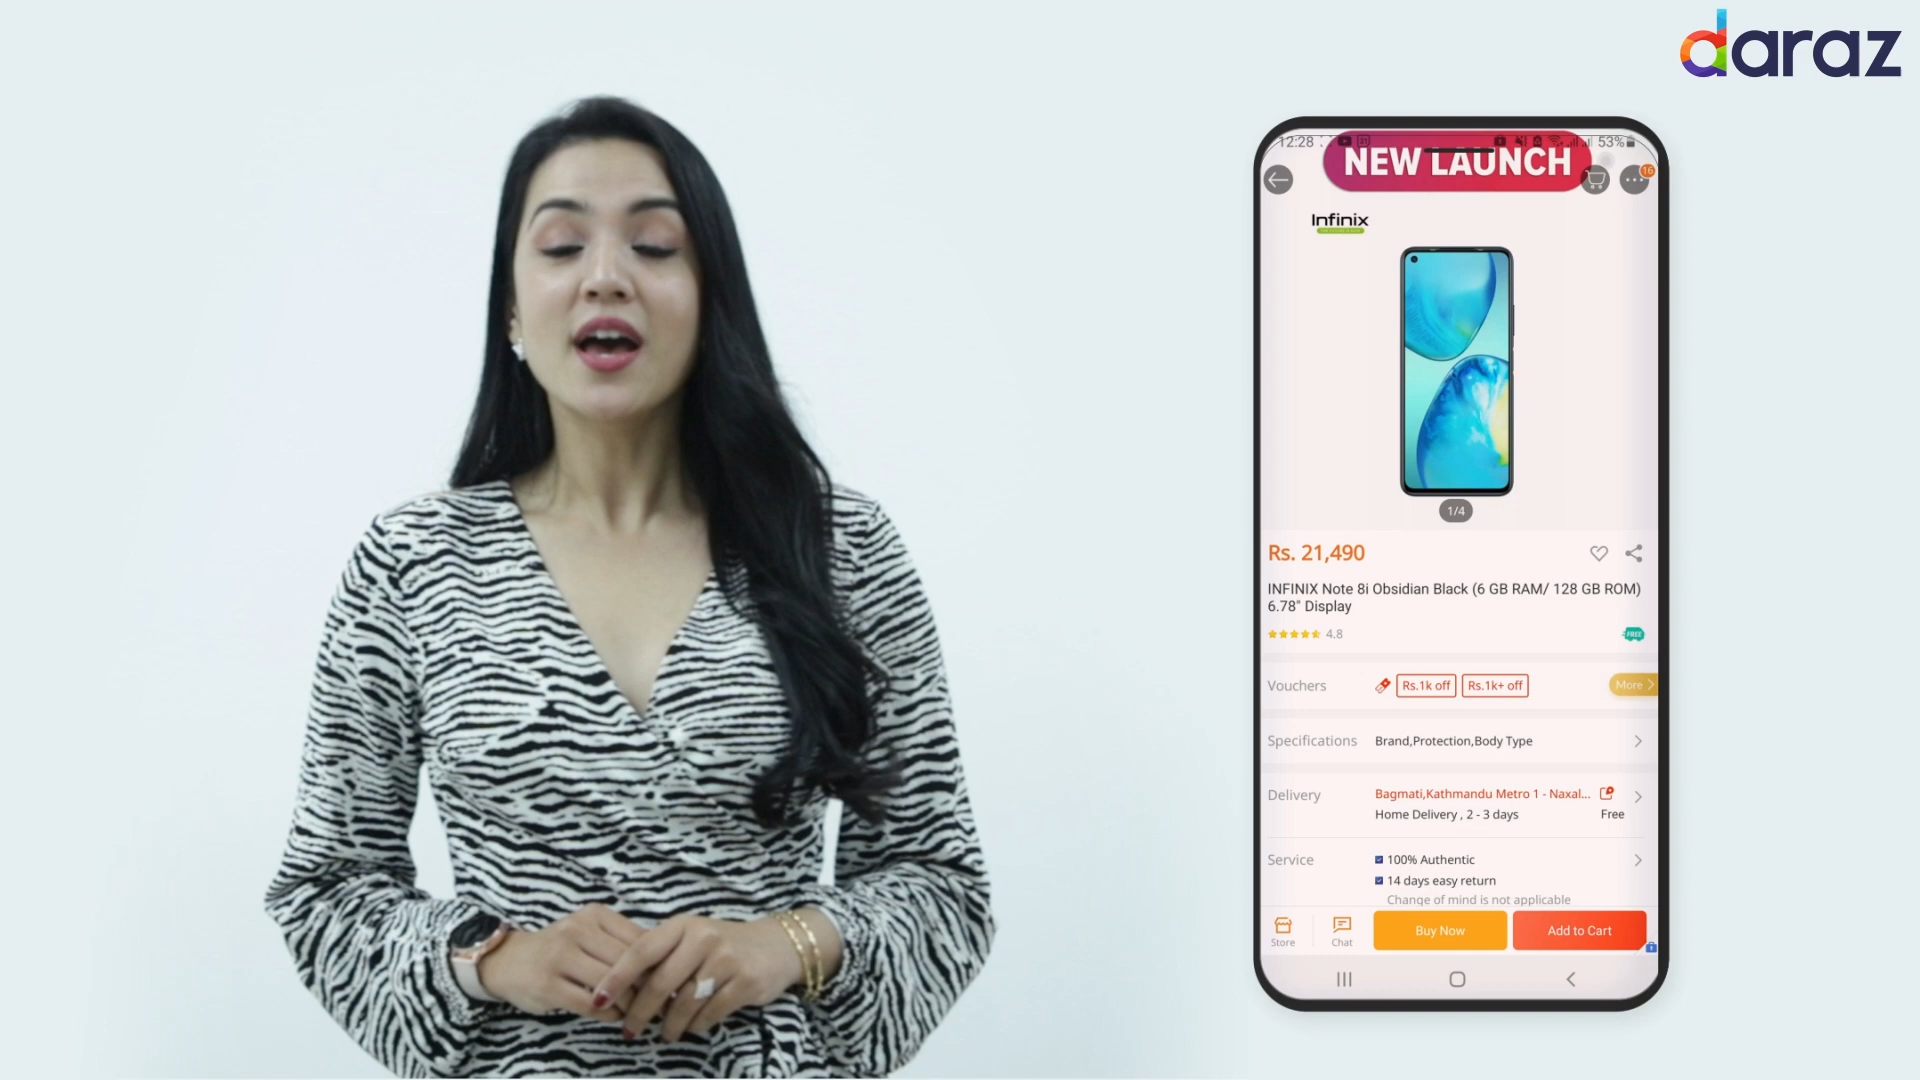 daraz
12:28
53%
NEW LAUNCH
16
Infinix
1/4
Rs. 21,490
INFINIX Note 8i Obsidian Black (6 GB RAM/ 128 GB ROM)
6.78" Display
4.8
FREE
Vouchers Rs.1k off Rs.1k+ off More
Specifications Brand,Protection,Body Type
Delivery Bagmati,Kathmandu Metro 1 - Naxal...
Home Delivery , 2 - 3 days Free
Service 100% Authentic
14 days easy return
Change of mind is not applicable
Store Chat Buy Now Add to Cart